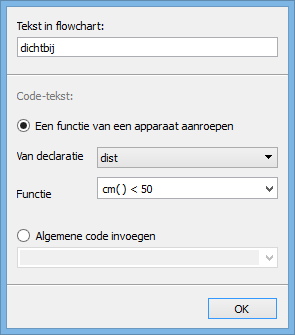 Tekst in flowchart:
dichtbij
Code-tekst:
Een functie van een apparaat aanroepen
Van declaratie
dist
Functie
cm( ) < 50
Algemene code invoegen
OK